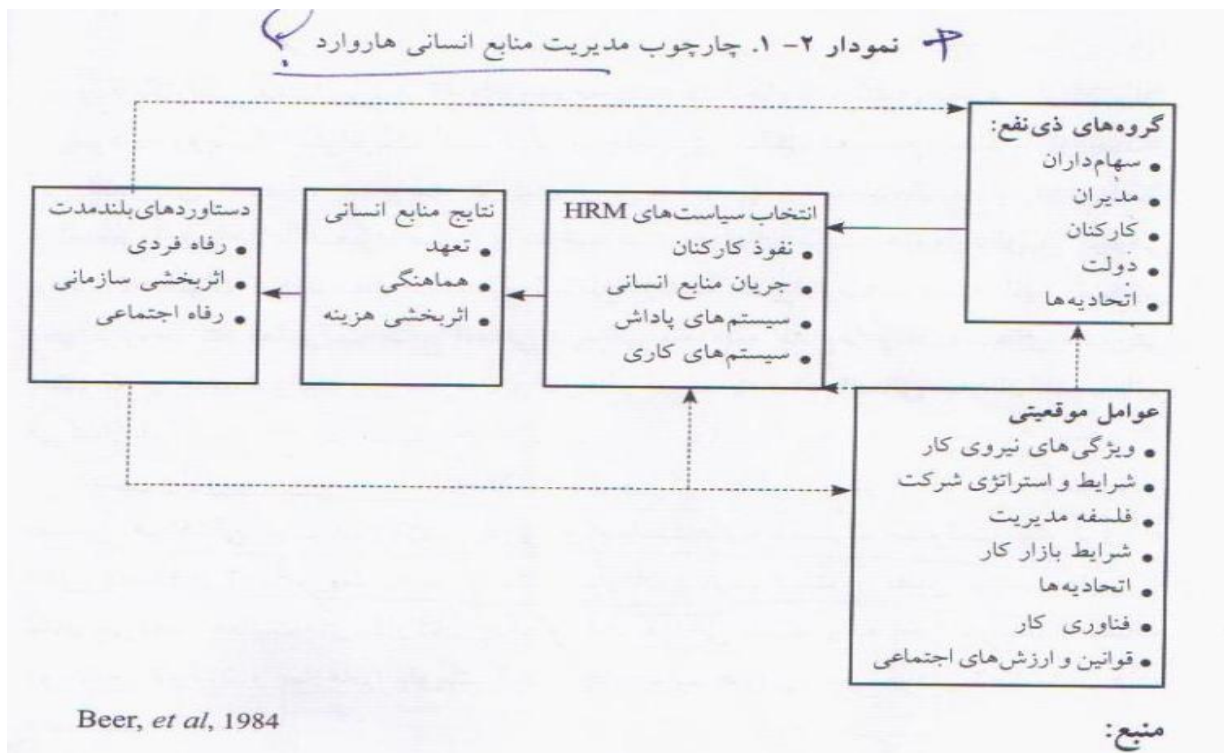 نمودار ۲- ۱. چارچوب مدیریت منابع انسانی هاروارد
گروه‌های ذی‌نفع:
• سهام‌داران
• مدیران
• کارکنان
• دولت
• اتحادیه‌ها
انتخاب سیاست‌های HRM
• نفوذ کارکنان
• جریان منابع انسانی
• سیستم‌های پاداش
• سیستم‌های کاری
نتایج منابع انسانی
• تعهد
• هماهنگی
• اثربخشی هزینه
دستاوردهای بلندمدت
• رفاه فردی
• اثربخشی سازمانی
• رفاه اجتماعی
عوامل موقعیتی
• ویژگی‌های نیروی کار
• شرایط و استراتژی شرکت
• فلسفه مدیریت
• شرایط بازار کار
• اتحادیه‌ها
• فناوری کار
• قوانین و ارزش‌های اجتماعی
منبع: Beer, et al, 1984